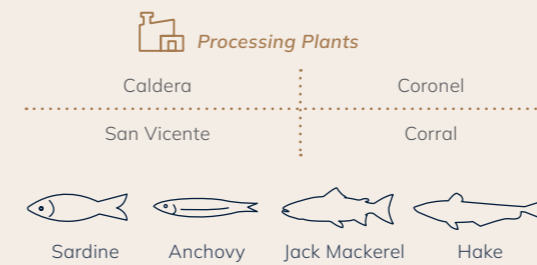 Processing Plants
Caldera Coronel
San Vicente Corral
Sardine Anchovy Jack Mackerel Hake